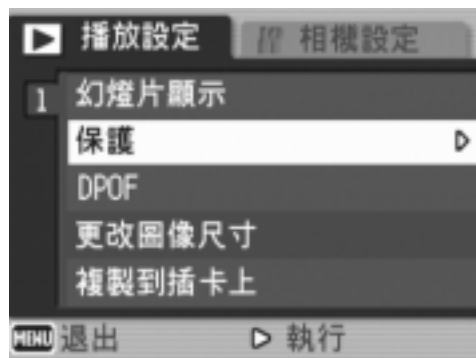 播放設定 相機設定
1 幻燈片顯示
保護
DPOF
更改圖像尺寸
複製到插卡上
MENU 退出 執行